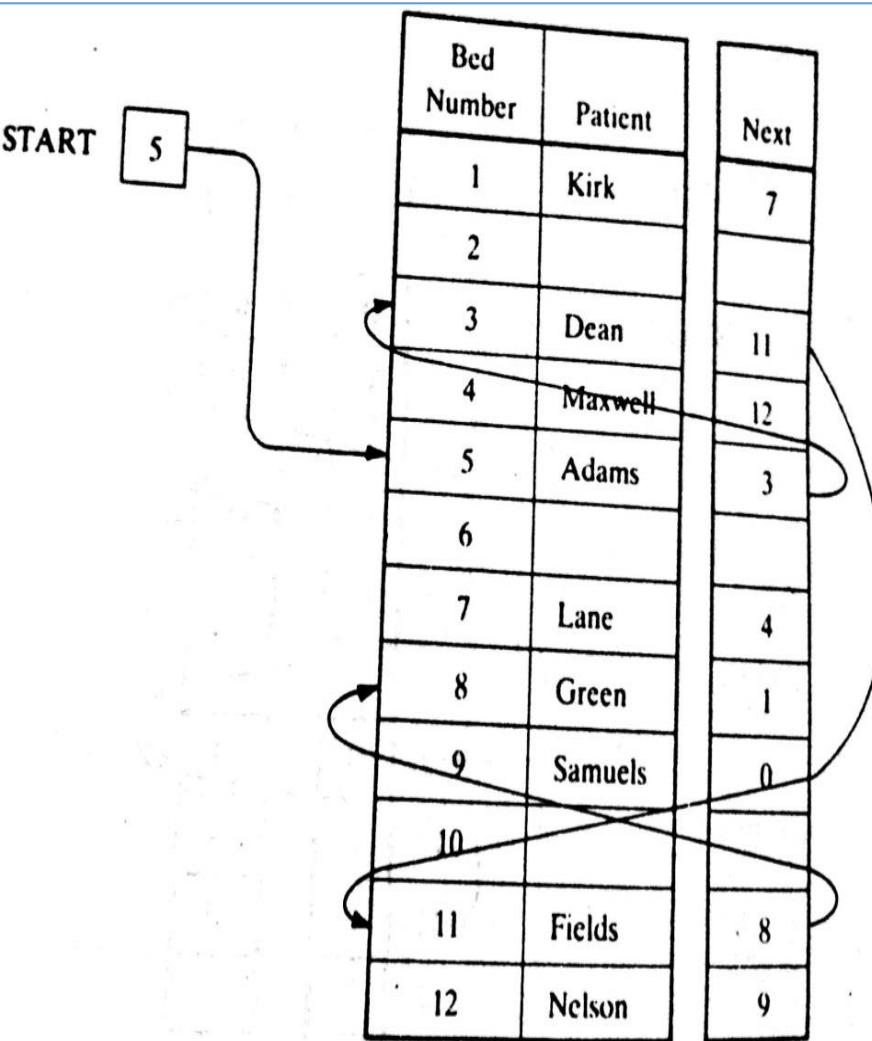 START 5
Bed Number Patient Next
1 Kirk 7
2
3 Dean 11
4 Maxwell 12
5 Adams 3
6
7 Lane 4
8 Green 1
9 Samuels 0
10
11 Fields 8
12 Nelson 9